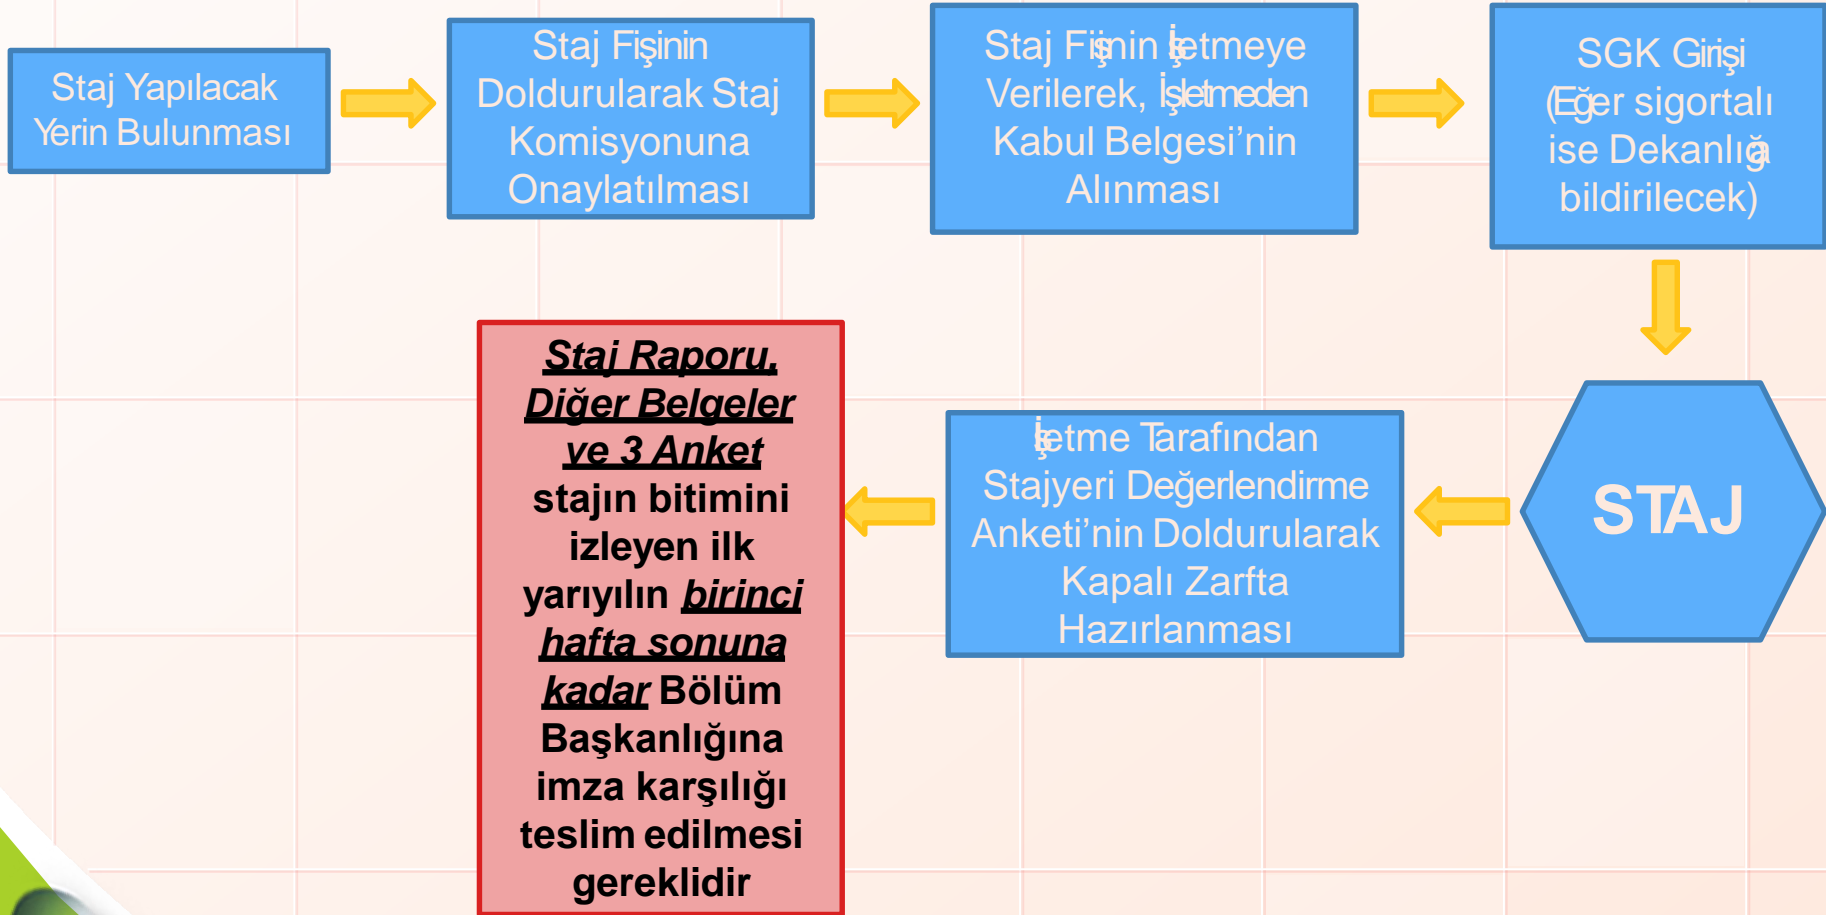 Staj Yapılacak
Yerin Bulunması
Staj Fişinin
Doldurularak Staj
Komisyonuna
Onaylatılması
Staj Fişinin İşletmeye
Verilerek, İşletmeden
Kabul Belgesi’nin
Alınması
SGK Girişi
(Eğer sigortalı
ise Dekanlığa
bildirilecek)
STAJ
İşletme Tarafından
Stajyeri Değerlendirme
Anketi’nin Doldurularak
Kapalı Zarfta
Hazırlanması
Staj Raporu,
Diğer Belgeler
ve 3 Anket
stajın bitimini
izleyen ilk
yarıyılın birinci
hafta sonuna
kadar Bölüm
Başkanlığına
imza karşılığı
teslim edilmesi
gereklidir